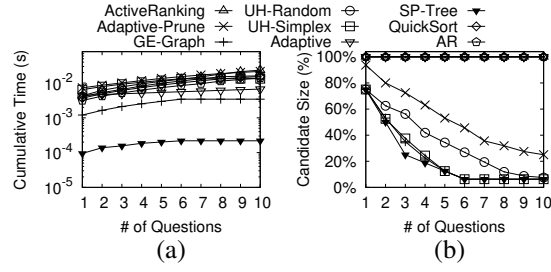 ActiveRanking UH-Random SP-Tree
Adaptive-Prune UH-Simplex QuickSort
GE-Graph Adaptive AR
Cumulative Time (s)
10-2
10-3
10-4
10-5
1 2 3 4 5 6 7 8 9 10
# of Questions
(a)
Candidate Size (%)
100%
80%
60%
40%
20%
0%
1 2 3 4 5 6 7 8 9 10
# of Questions
(b)